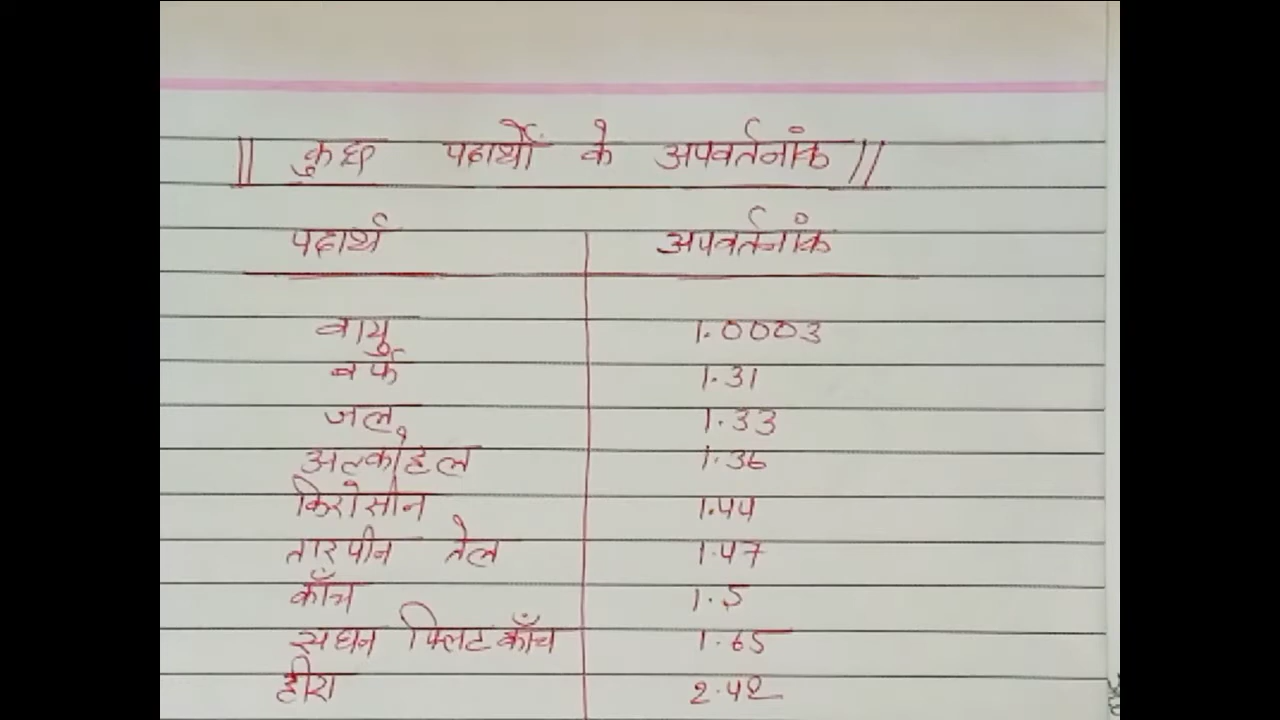 || कुछ पदार्थों के अपवर्तनांक ||
पदार्थ अपवर्तनांक
वायु 1.0003
बर्फ 1.31
जल 1.33
अल्कोहल 1.36
किरोसीन 1.44
तारपीन तेल 1.47
काँच 1.5
सघन फ्लिंट काँच 1.65
हीरा 2.42